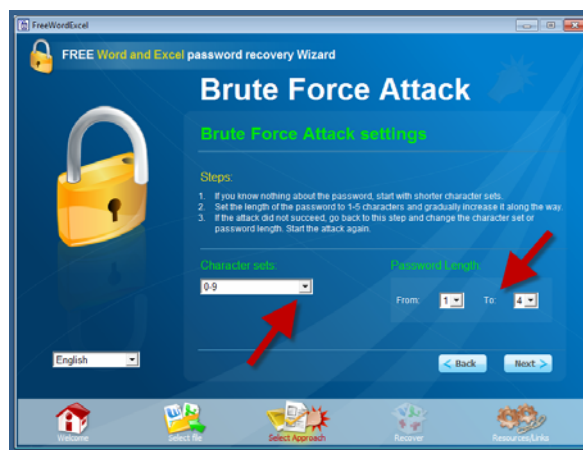 FreeWordExcel
FREE Word and Excel password recovery Wizard
Brute Force Attack
Brute Force Attack settings
Steps:
1. If you know nothing about the password, start with shorter character sets.
2. Set the length of the password to 1-5 characters and gradually increase it along the way.
3. If the attack did not succeed, go back to this step and change the character set or
password length. Start the attack again.
Character sets:
Password Length:
0-9
From: 1 To: 4
English
< Back
Next >
Welcome
Select file
Select Approach
Recover
Resources/Links